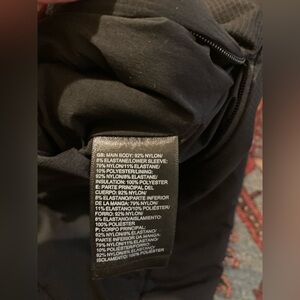 GB: MAIN BODY: 92% NYLON/
8% ELASTANE/LOWER SLEEVE:
79% NYLON/11% ELASTANE/
10% POLYESTER/LINING:
92% NYLON/8% ELASTANE/
INSULATION: 100% POLYESTER
E: PARTE PRINCIPAL DEL
CUERPO: 92% NYLON/
8% ELASTANO/PARTE INFERIOR
DE LA MANGA: 79% NYLON/
11% ELASTANO/10% POLIÉSTER/
FORRO: 92% NYLON/
8% ELASTANO/AISLAMIENTO:
100% POLIÉSTER
P: CORPO PRINCIPAL:
92% NYLON/8% ELASTANO/
PARTE INFERIOR DA MANGA:
79% NYLON/11% ELASTANO/
10% POLIÉSTER/FORRO:
92% NYLON/8% ELASTANO/
ISOLAMENTO: 100% POLIÉSTER